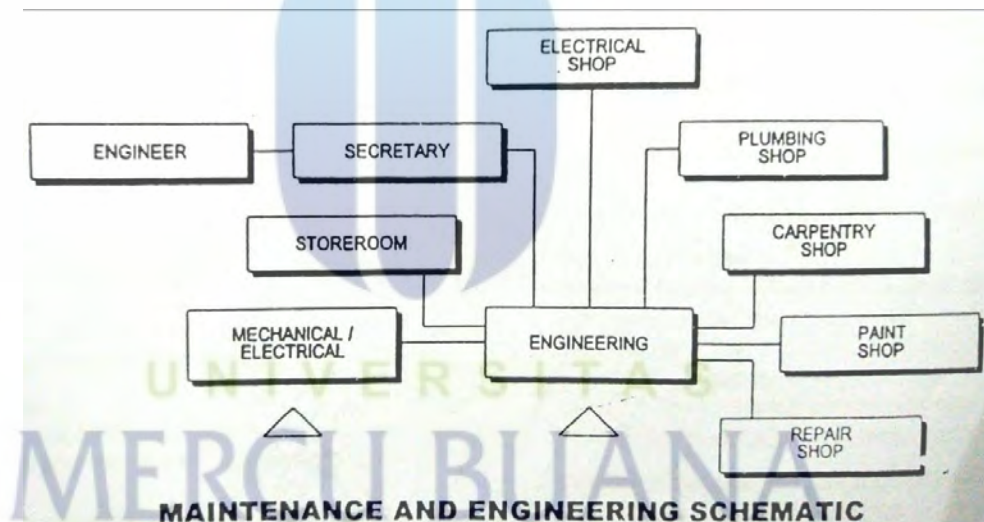 ELECTRICAL
SHOP
ENGINEER
SECRETARY
PLUMBING
SHOP
STOREROOM
CARPENTRY
SHOP
MECHANICAL /
ELECTRICAL
ENGINEERING
PAINT
SHOP
REPAIR
SHOP
UNIVERSITAS
MERCU BUANA
MAINTENANCE AND ENGINEERING SCHEMATIC